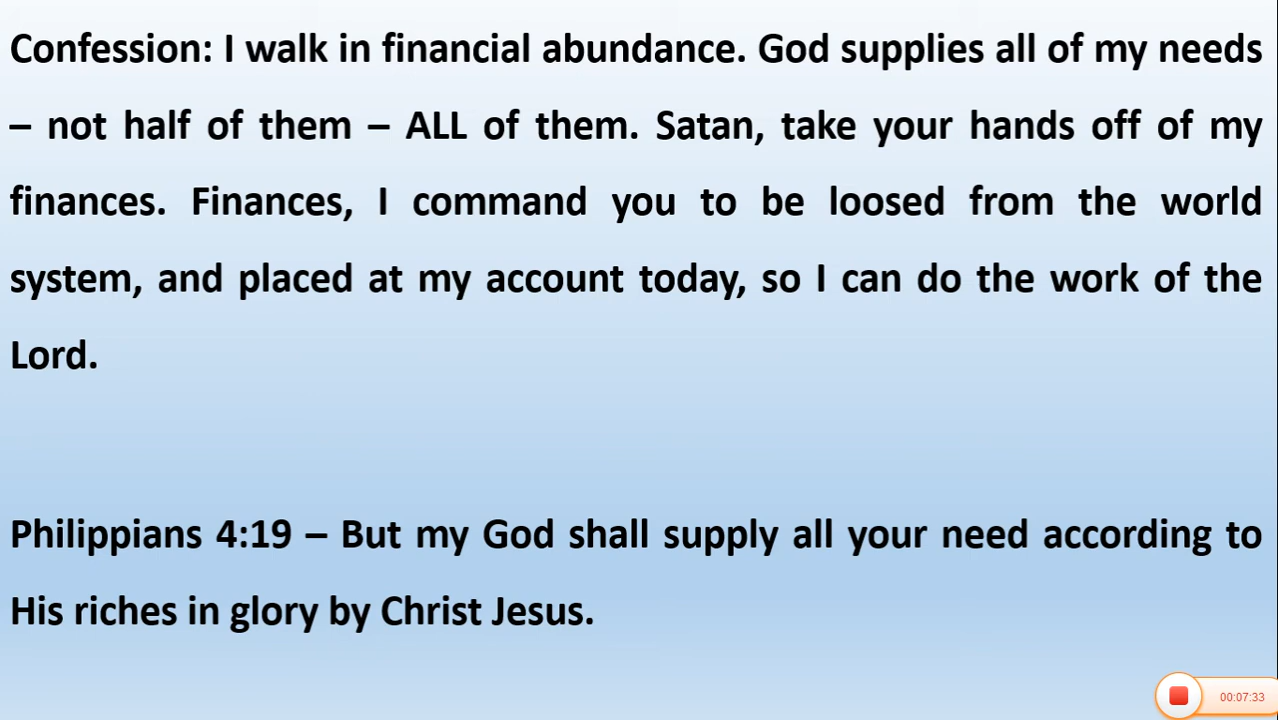 Confession: I walk in financial abundance. God supplies all of my needs
– not half of them – ALL of them. Satan, take your hands off of my
finances. Finances, I command you to be loosed from the world
system, and placed at my account today, so I can do the work of the
Lord.
Philippians 4:19 – But my God shall supply all your need according to
His riches in glory by Christ Jesus.
00:07:33